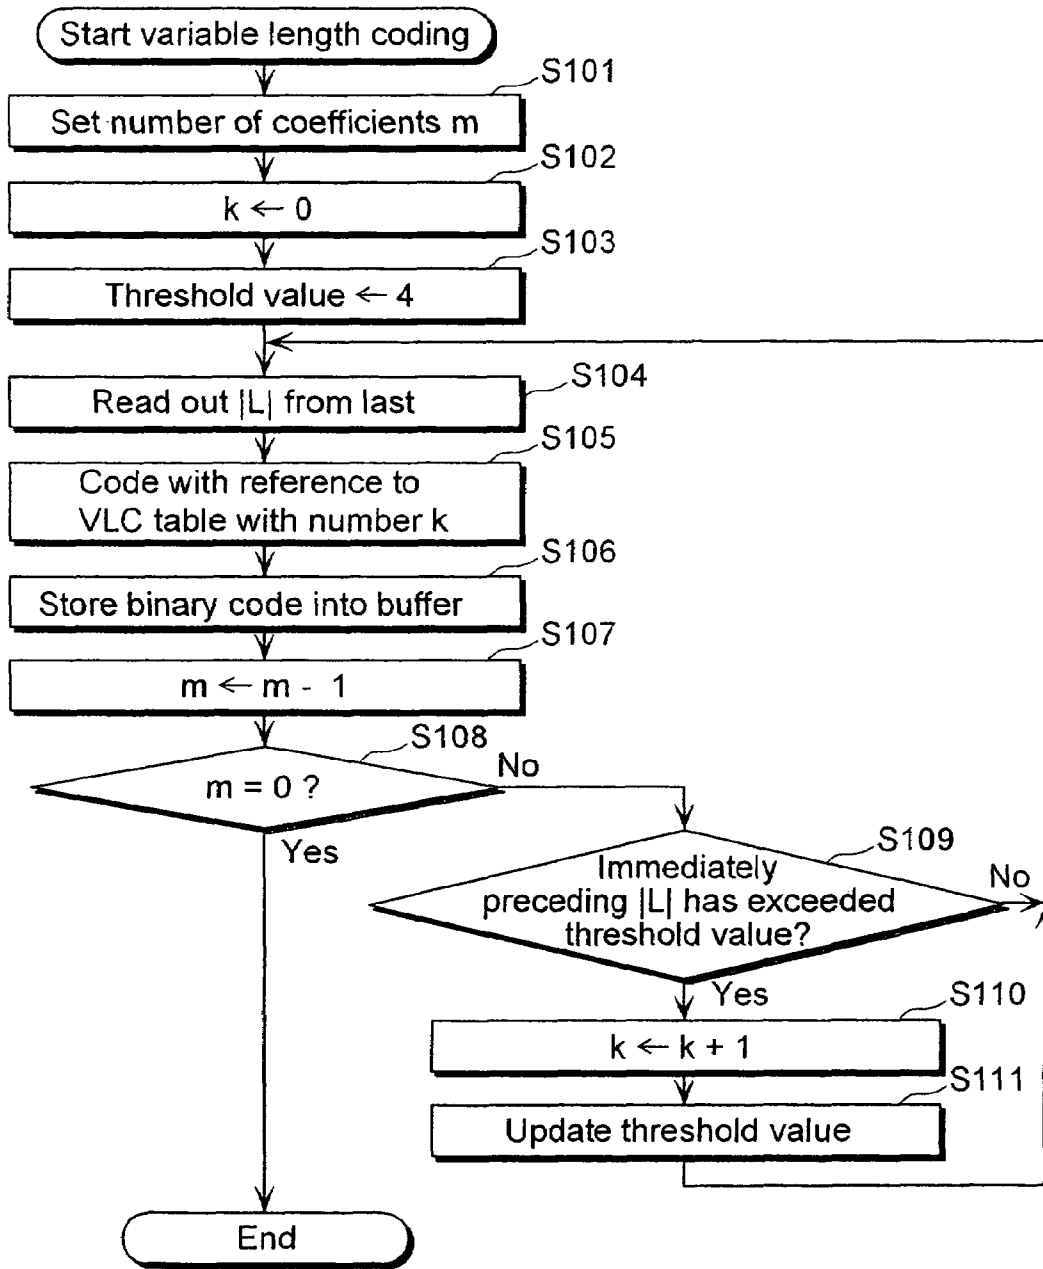 Start variable length coding
S101
Set number of coefficients m
S102
k ← 0
S103
Threshold value ← 4
S104
Read out |L| from last
S105
Code with reference to
VLC table with number k
S106
Store binary code into buffer
S107
m ← m - 1
S108
m = 0 ?
No
Yes
S109
Immediately
preceding |L| has exceeded
threshold value?
No
Yes
S110
k ← k + 1
S111
Update threshold value
End